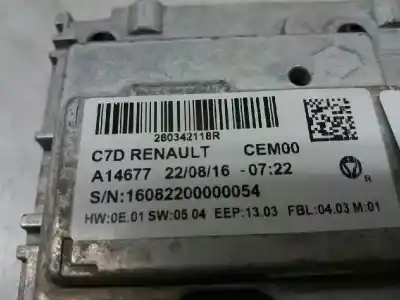 280342118R
C7D RENAULT CEM00
A14677 22/08/16 -07:22
S/N:16082200000054
HW:0E.01 SW:05 04 EEP:13.03 FBL:04.03 M:01
R